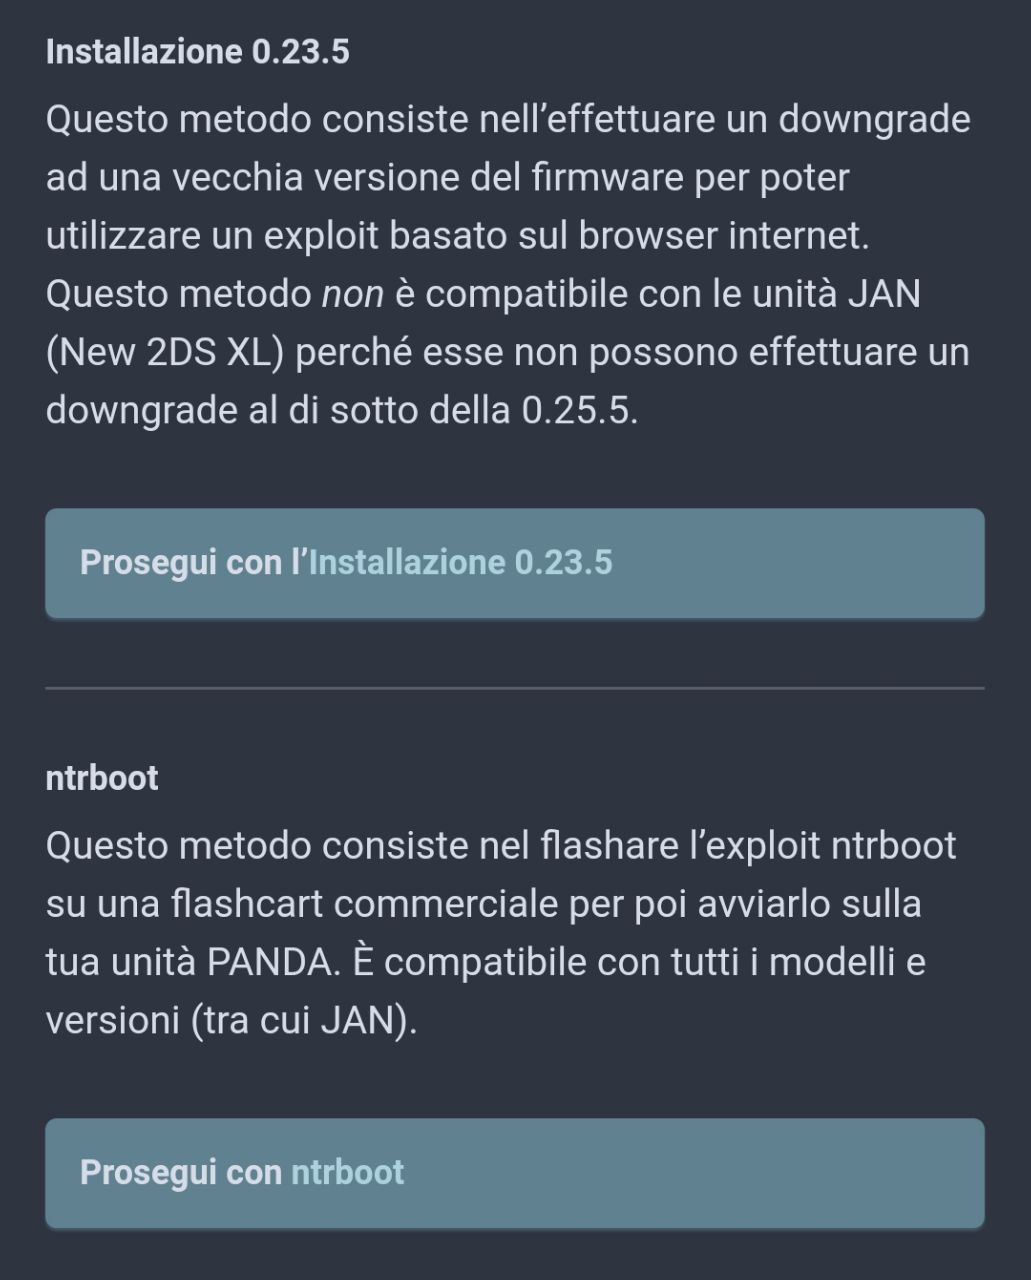 Installazione 0.23.5
Questo metodo consiste nell’effettuare un downgrade
ad una vecchia versione del firmware per poter
utilizzare un exploit basato sul browser internet.
Questo metodo non è compatibile con le unità JAN
(New 2DS XL) perché esse non possono effettuare un
downgrade al di sotto della 0.25.5.
Prosegui con l’Installazione 0.23.5
ntrboot
Questo metodo consiste nel flashare l’exploit ntrboot
su una flashcart commerciale per poi avviarlo sulla
tua unità PANDA. È compatibile con tutti i modelli e
versioni (tra cui JAN).
Prosegui con ntrboot